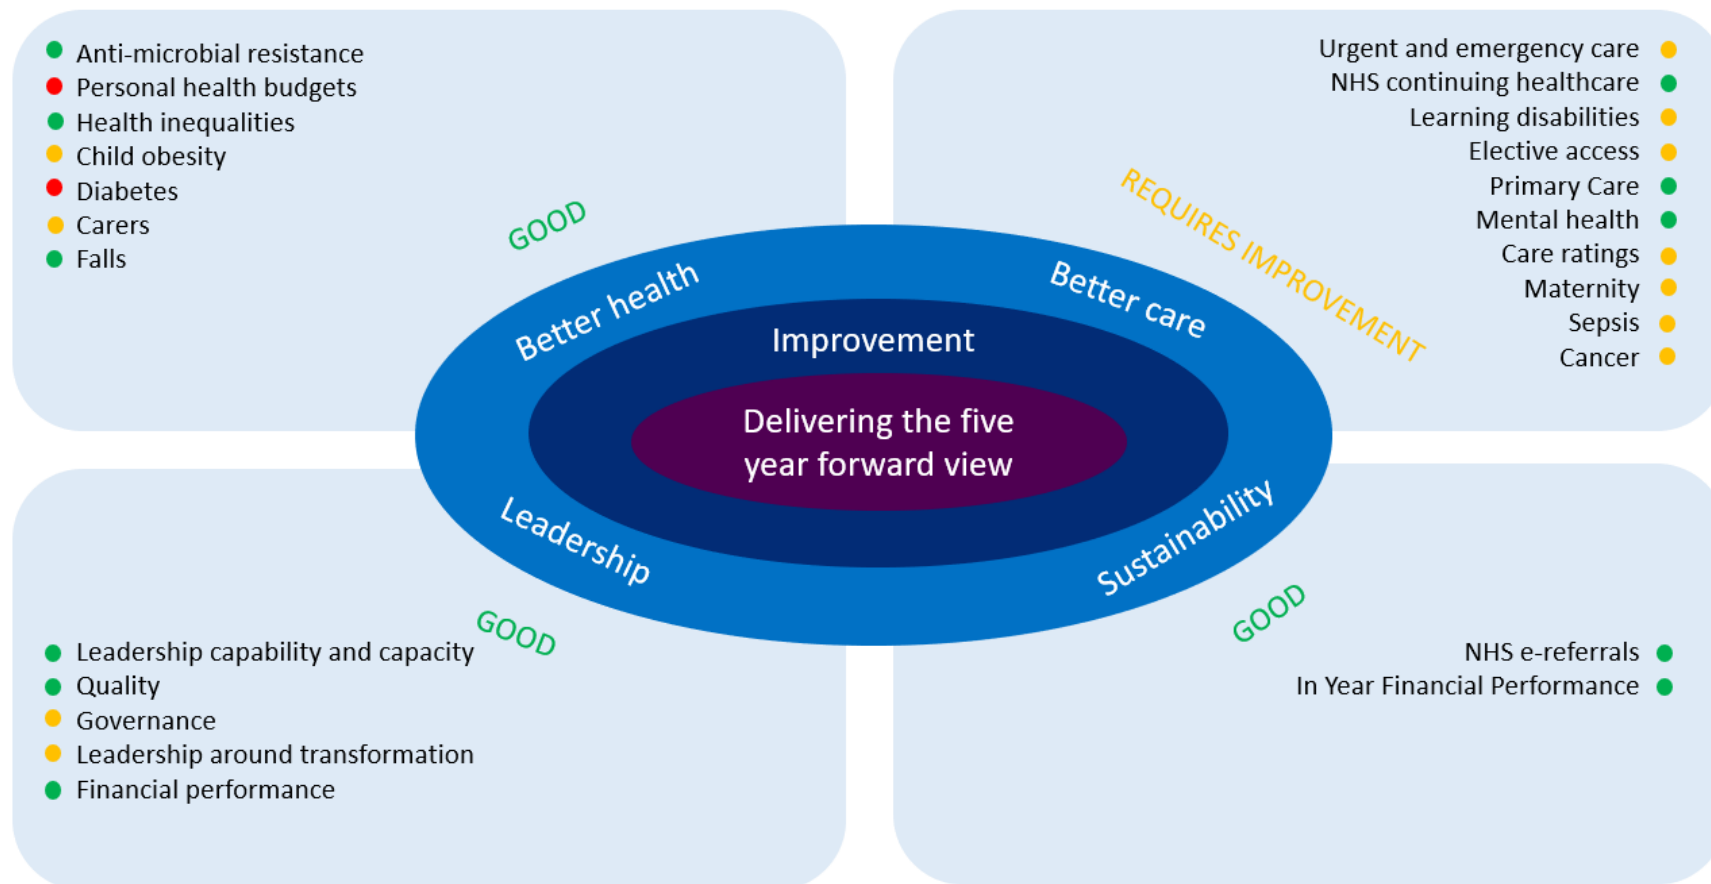 Anti-microbial resistance
Personal health budgets
Health inequalities
Child obesity
Diabetes
Carers
Falls
GOOD
Urgent and emergency care
NHS continuing healthcare
Learning disabilities
Elective access
Primary Care
Mental health
Care ratings
Maternity
Sepsis
Cancer
REQUIRES IMPROVEMENT
Better health
Better care
Improvement
Delivering the five
year forward view
Leadership
Sustainability
GOOD
Leadership capability and capacity
Quality
Governance
Leadership around transformation
Financial performance
GOOD
NHS e-referrals
In Year Financial Performance